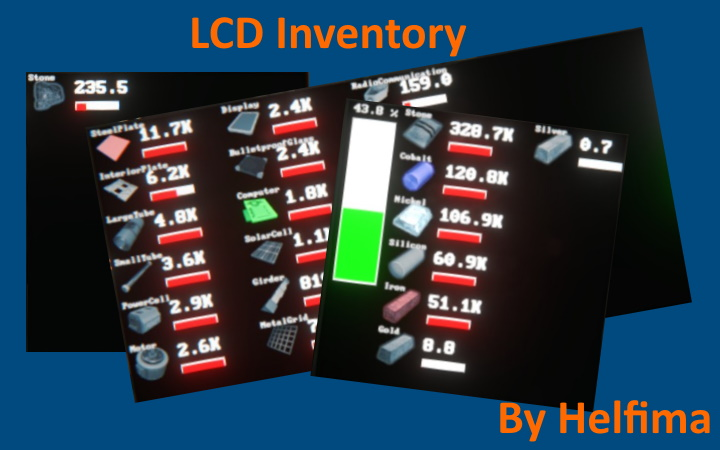 LCD Inventory
Stone
235.5
SteelPlate
11.7K
InteriorPlate
6.2K
LargeTube
4.8K
SmallTube
3.6K
PowerCell
2.9K
Motor
2.6K
Display
2.4K
BulletproofGlass
2.4K
Computer
1.8K
SolarCell
1.1
Girder
81
MetalGrid
RadioCommunication
159.0
43.8 %
Stone
328.7K
Cobalt
120.8K
Nickel
106.9K
Silicon
60.9K
Iron
51.1K
Gold
8.8
Silver
0.7
By Helfima